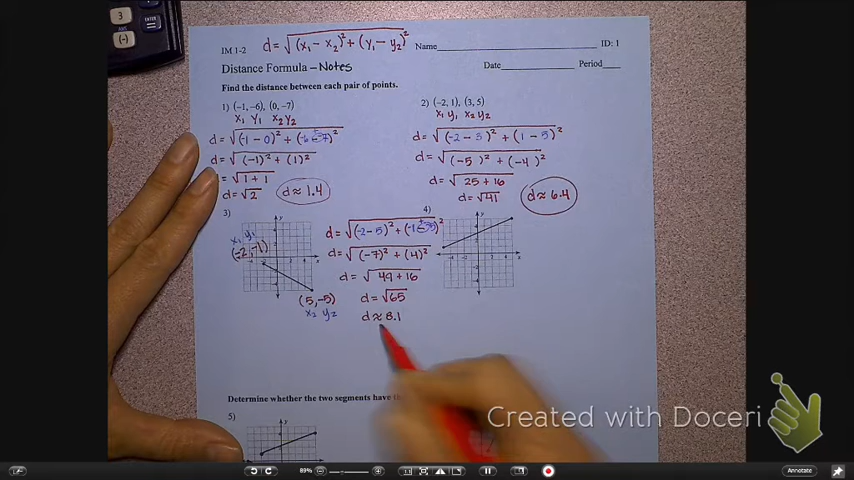 IM 1-2
d = √(x₁ − x₂)² + (y₁ − y₂)²
Name
ID: 1
Distance Formula – Notes
Date
Period
Find the distance between each pair of points.
1) (−1, −6), (0, −7)
x₁ y₁ x₂ y₂
d = √(-1 − 0)² + (-6 − -7)²
d = √(-1)² + (1)²
= √1 + 1
d = √2
d ≈ 1.4
2) (−2, 1), (3, 5)
x₁ y₁ x₂ y₂
d = √(-2 − 3)² + (1 − 5)²
d = √(-5)² + (-4)²
d = √25 + 16
d = √41
d ≈ 6.4
3)
x₁ y₁
(-2, -1)
(5, -5)
x₂ y₂
d = √(-2 − 5)² + (-1 − -5)²
d = √(-7)² + (4)²
d = √49 + 16
d = √65
d ≈ 8.1
4)
Determine whether the two segments have
5)
Created with Doceri
89%
Annotate